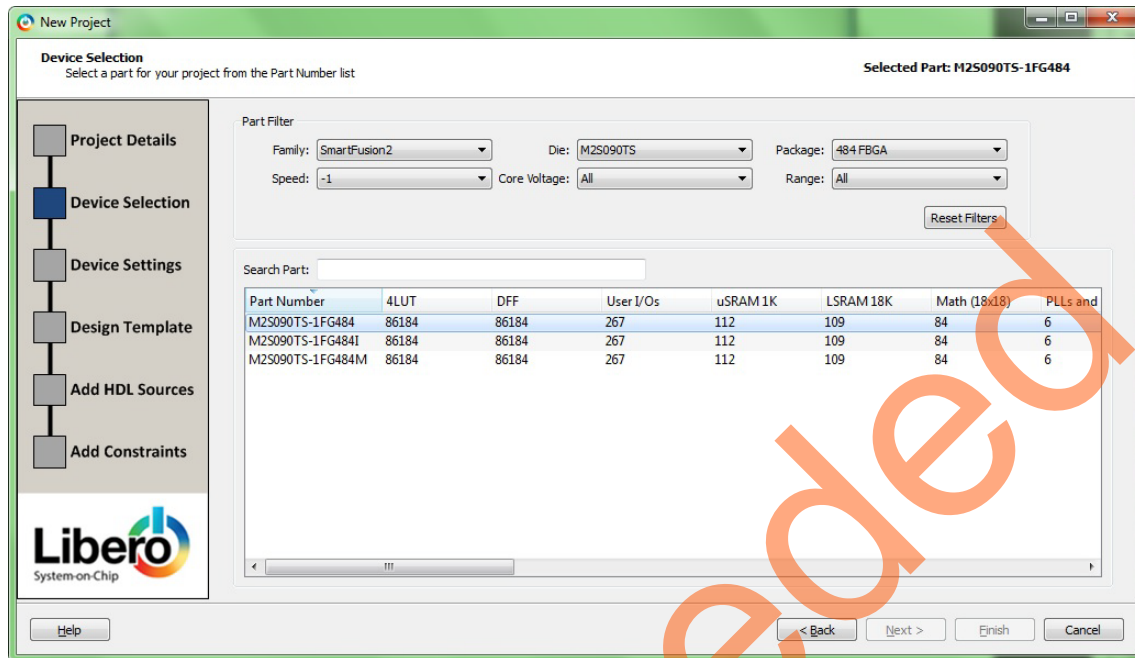 New Project
Device Selection
Select a part for your project from the Part Number list
Selected Part: M2S090TS-1FG484
Project Details
Device Selection
Device Settings
Design Template
Add HDL Sources
Add Constraints
Libero
System-on-Chip
Part Filter
Family: SmartFusion2 Die: M2S090TS Package: 484 FBGA
Speed: -1 Core Voltage: All Range: All
Reset Filters
Search Part:
Part Number 4LUT DFF User I/Os uSRAM 1K LSRAM 18K Math (18x18) PLLs and
M2S090TS-1FG484 86184 86184 267 112 109 84 6
M2S090TS-1FG484I 86184 86184 267 112 109 84 6
M2S090TS-1FG484M 86184 86184 267 112 109 84 6
Help < Back Next > Finish Cancel
eded